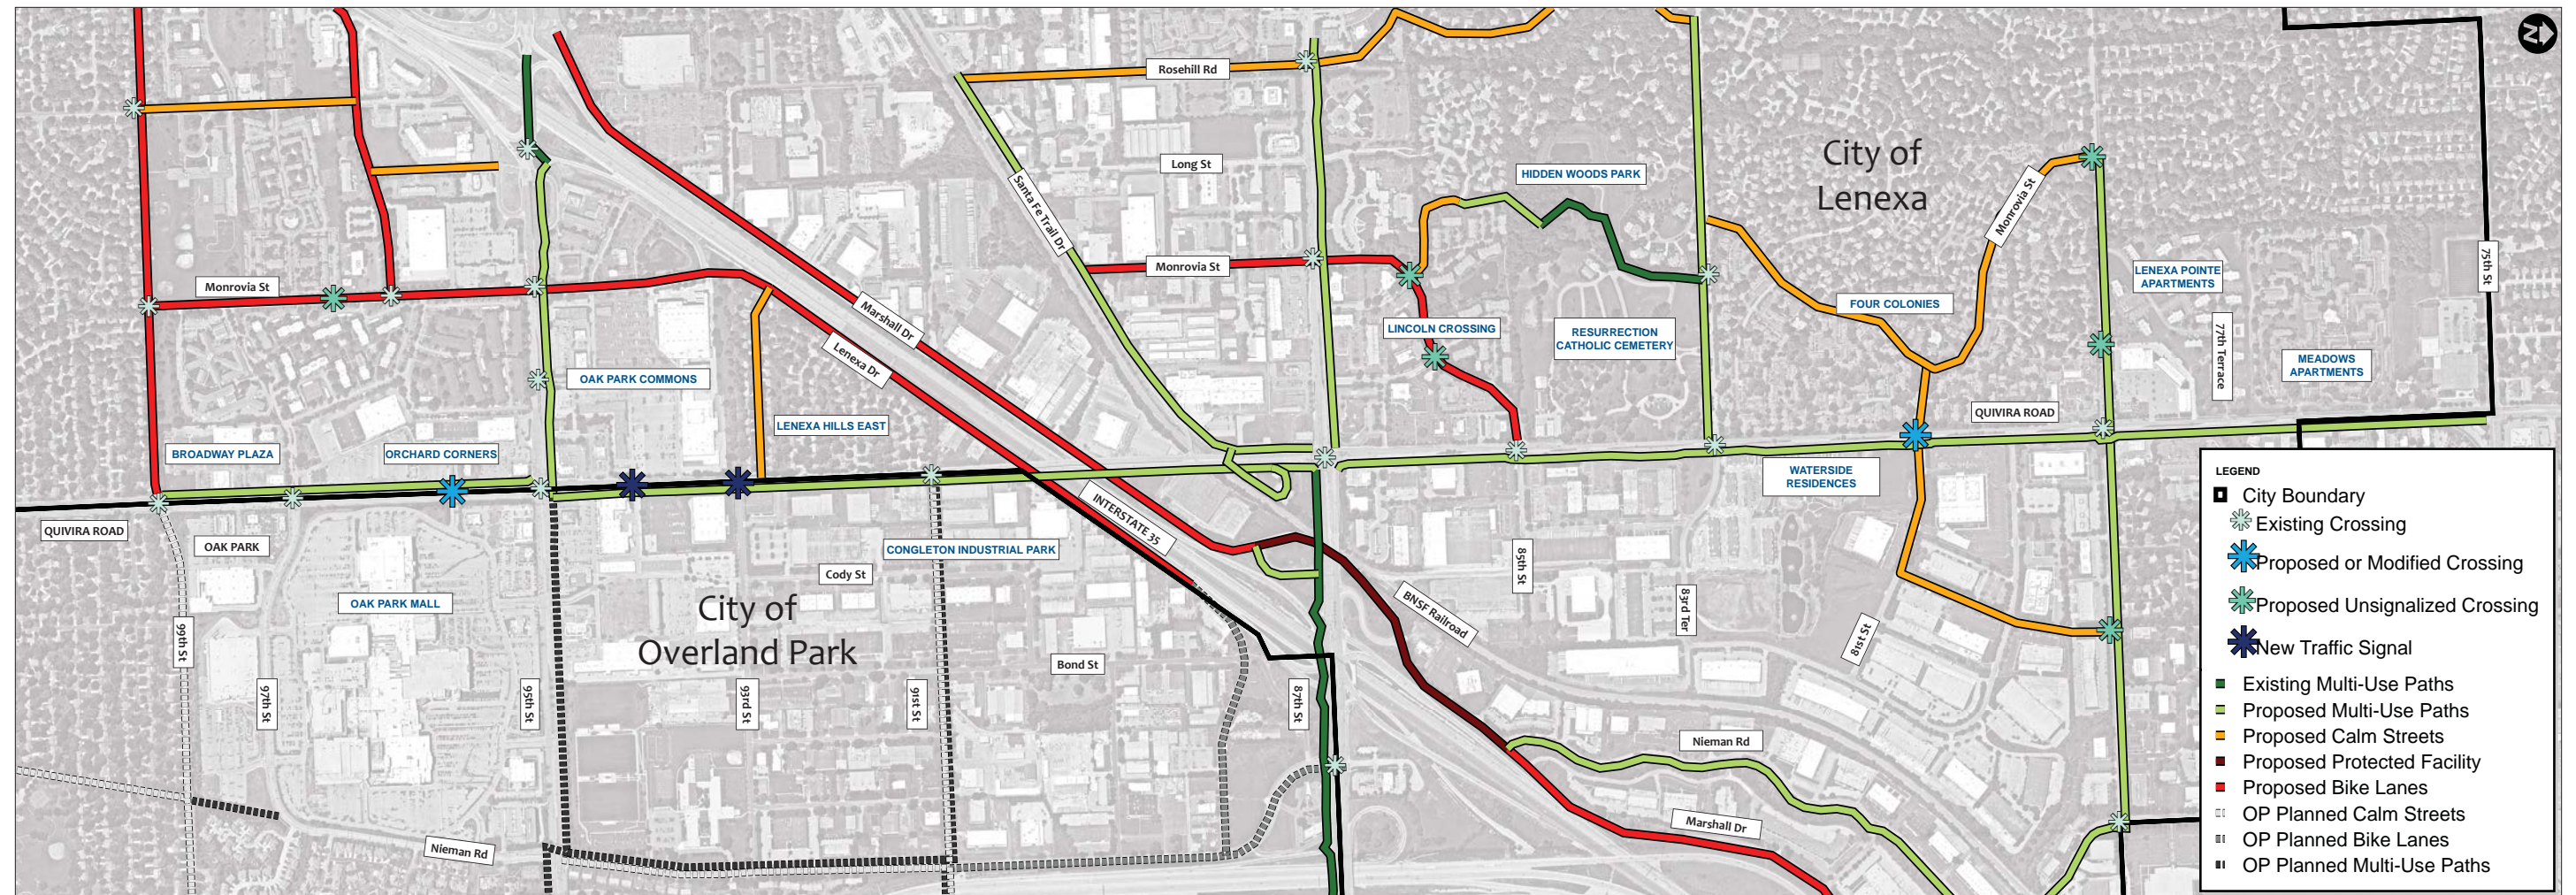 N
Rosehill Rd
Long St
City of
Lenexa
HIDDEN WOODS PARK
Santa Fe Trail Dr
Monrovia St
Monrovia St
Monrovia St
75th St
LENEXA POINTE
APARTMENTS
FOUR COLONIES
Marshall Dr
LINCOLN CROSSING
RESURRECTION
CATHOLIC CEMETERY
77th Terrace
MEADOWS
APARTMENTS
Lenexa Dr
OAK PARK COMMONS
QUIVIRA ROAD
LENEXA HILLS EAST
BROADWAY PLAZA
ORCHARD CORNERS
WATERSIDE
RESIDENCES
QUIVIRA ROAD
OAK PARK
INTERSTATE 35
CONGLETON INDUSTRIAL PARK
Cody St
85th St
OAK PARK MALL
City of
Overland Park
BNSF Railroad
83rd Ter
81st St
99th St
Bond St
97th St
95th St
93rd St
91st St
87th St
Nieman Rd
Marshall Dr
Nieman Rd
LEGEND
City Boundary
Existing Crossing
Proposed or Modified Crossing
Proposed Unsignalized Crossing
New Traffic Signal
Existing Multi-Use Paths
Proposed Multi-Use Paths
Proposed Calm Streets
Proposed Protected Facility
Proposed Bike Lanes
OP Planned Calm Streets
OP Planned Bike Lanes
OP Planned Multi-Use Paths